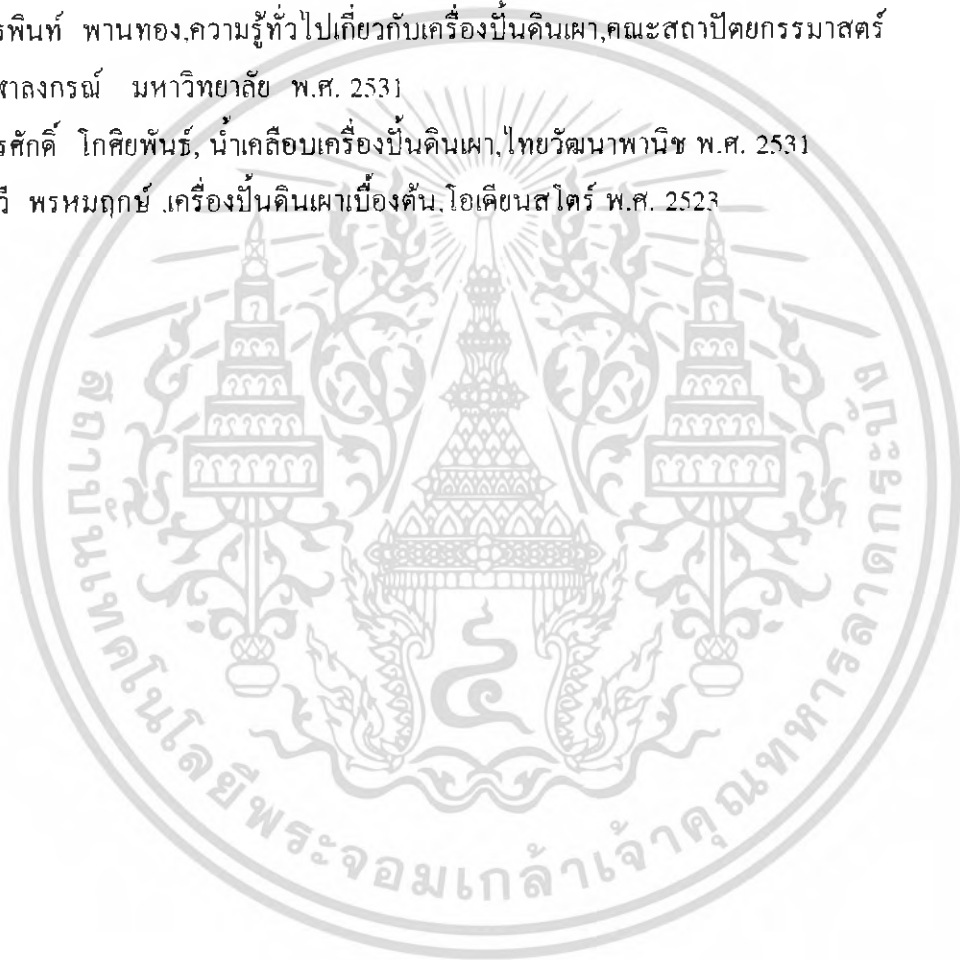 รพินท์ พานทอง,ความรู้ทั่วไปเกี่ยวกับเครื่องปั้นดินเผา,คณะสถาปัตยกรรมาสตร์
ฬาลงกรณ์ มหาวิทยาลัย พ.ศ. 2531
รศักดิ์ โกศิยพันธ์, น้ำเคลือบเครื่องปั้นดินเผา,ไทยวัฒนาพานิช พ.ศ. 2531
วี พรหมฤกษ์ ,เครื่องปั้นดินเผาเบื้องต้น,โอเดียนสโตร์ พ.ศ. 2523
สถาบันเทคโนโลยีพระจอมเกล้าเจ้าคุณทหารลาดกระบัง